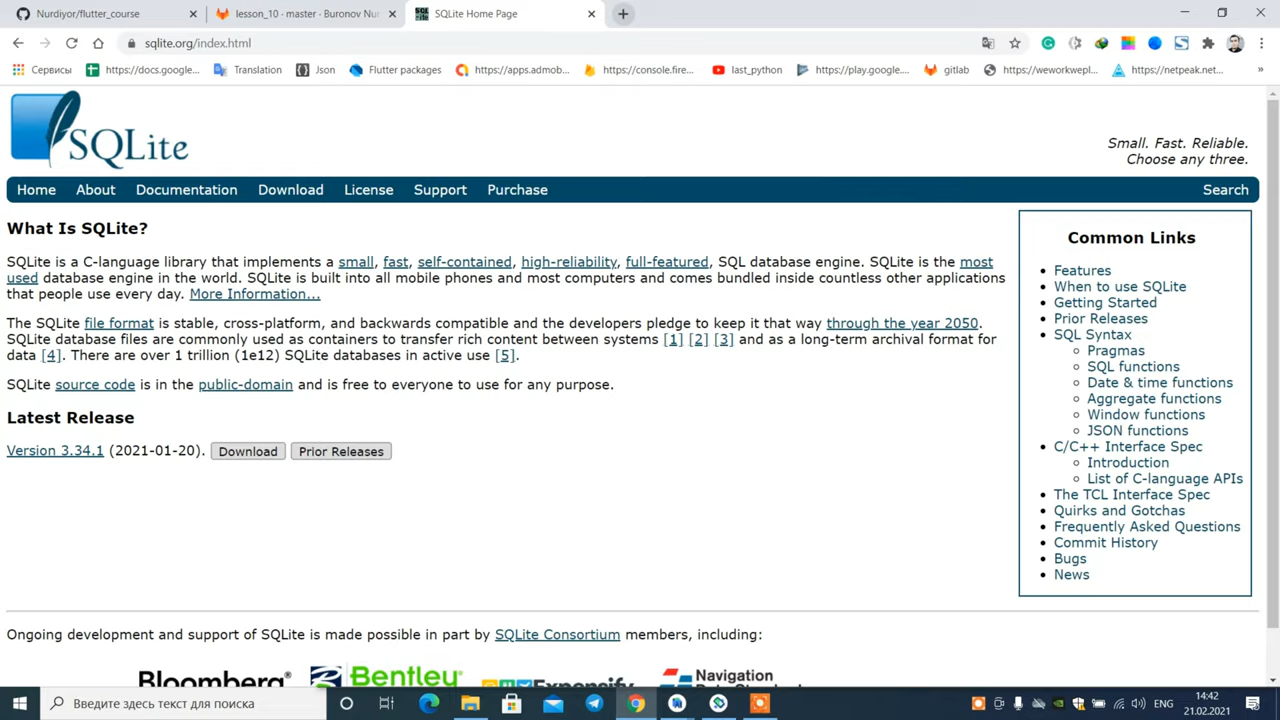 Nurdiyor/flutter_course
lesson_10 · master · Buronov Nur
SQLite Home Page
sqlite.org/index.html
Сервисы
https://docs.google...
Translation
Json
Flutter packages
https://apps.admob...
https://console.fire...
last_python
https://play.google....
gitlab
https://weworkwepl...
https://netpeak.net...
SQLite
Small. Fast. Reliable.
Choose any three.
Home About Documentation Download License Support Purchase Search
What Is SQLite?
SQLite is a C-language library that implements a small, fast, self-contained, high-reliability, full-featured, SQL database engine. SQLite is the most
used database engine in the world. SQLite is built into all mobile phones and most computers and comes bundled inside countless other applications
that people use every day. More Information...
The SQLite file format is stable, cross-platform, and backwards compatible and the developers pledge to keep it that way through the year 2050.
SQLite database files are commonly used as containers to transfer rich content between systems [1] [2] [3] and as a long-term archival format for
data [4]. There are over 1 trillion (1e12) SQLite databases in active use [5].
SQLite source code is in the public-domain and is free to everyone to use for any purpose.
Latest Release
Version 3.34.1 (2021-01-20). Download Prior Releases
Common Links
Features
When to use SQLite
Getting Started
Prior Releases
SQL Syntax
Pragmas
SQL functions
Date & time functions
Aggregate functions
Window functions
JSON functions
C/C++ Interface Spec
Introduction
List of C-language APIs
The TCL Interface Spec
Quirks and Gotchas
Frequently Asked Questions
Commit History
Bugs
News
Ongoing development and support of SQLite is made possible in part by SQLite Consortium members, including:
Bloomberg
Bentley
Expensify
Navigation
Введите здесь текст для поиска
ENG
14:42
21.02.2021